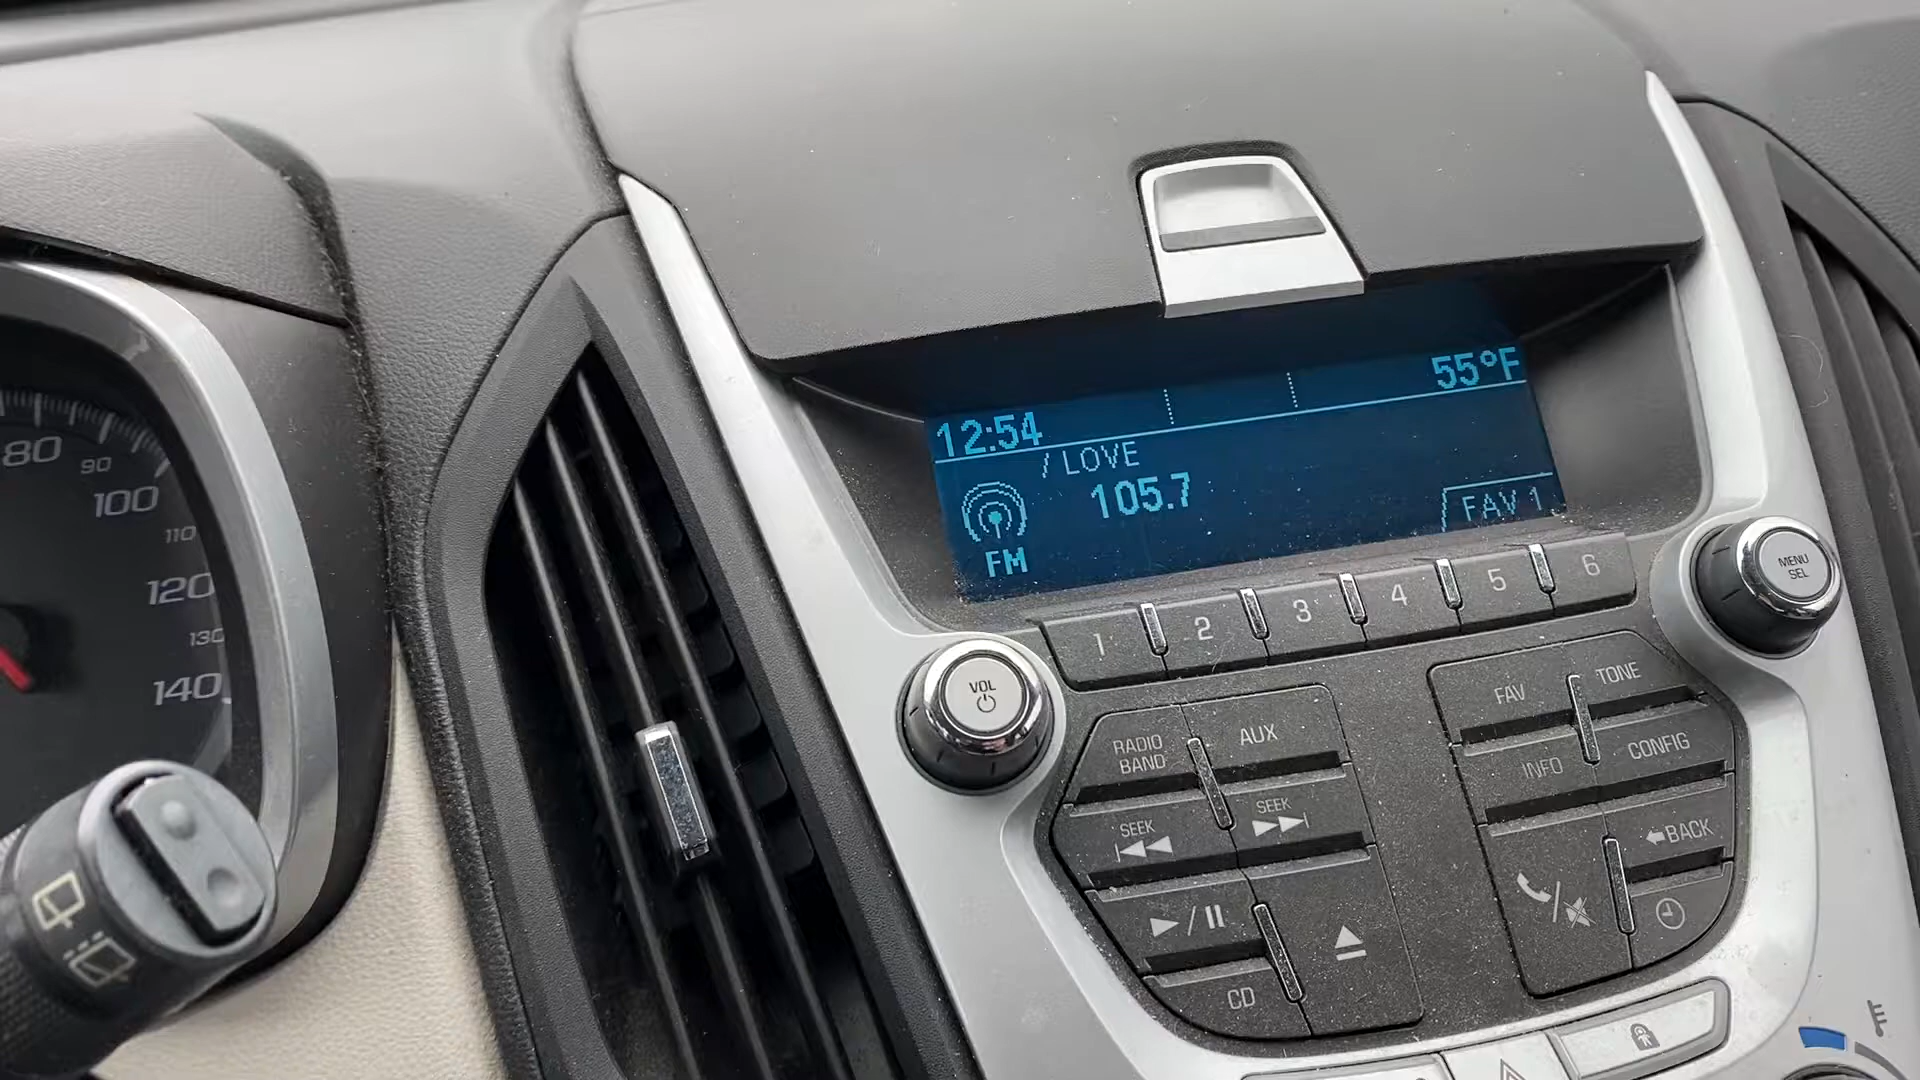 55°F
12:54
/ LOVE
105.7
FAV 1
FM
1 2 3 4 5 6
MENU
SEL
VOL
RADIO
BAND
AUX
FAV
TONE
SEEK
SEEK
INFO
CONFIG
BACK
CD
80
90
100
110
120
130
140